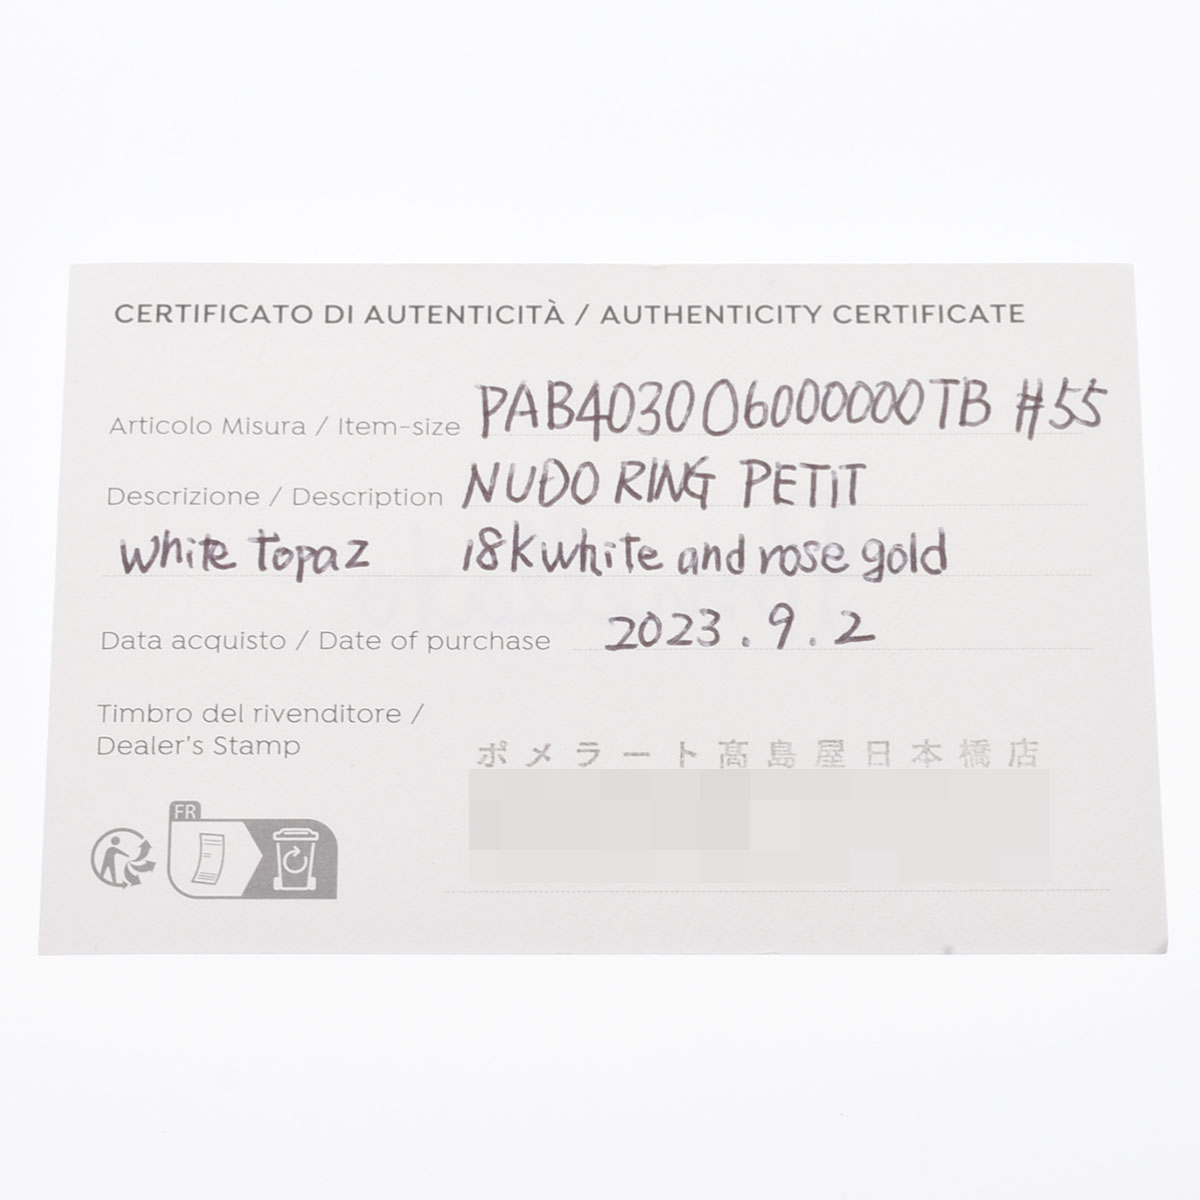 CERTIFICATO DI AUTENTICITÀ / AUTHENTICITY CERTIFICATE
Articolo Misura / Item-size PAB4030 O6000000TB #55
Descrizione / Description NUDO RING PETIT
white topaz 18k white and rose gold
Data acquisto / Date of purchase 2023.9.2
Timbro del rivenditore /
Dealer's Stamp
ポメラート髙島屋日本橋店
FR